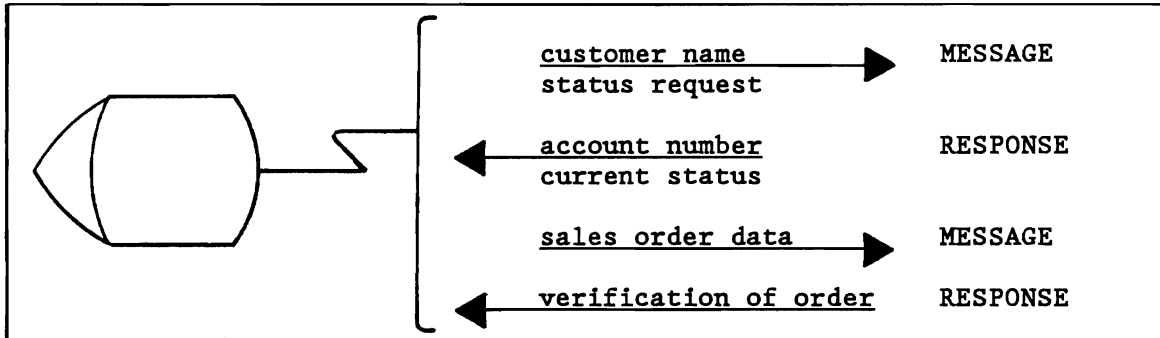 customer name MESSAGE
status request
account number RESPONSE
current status
sales order data MESSAGE
verification of order RESPONSE